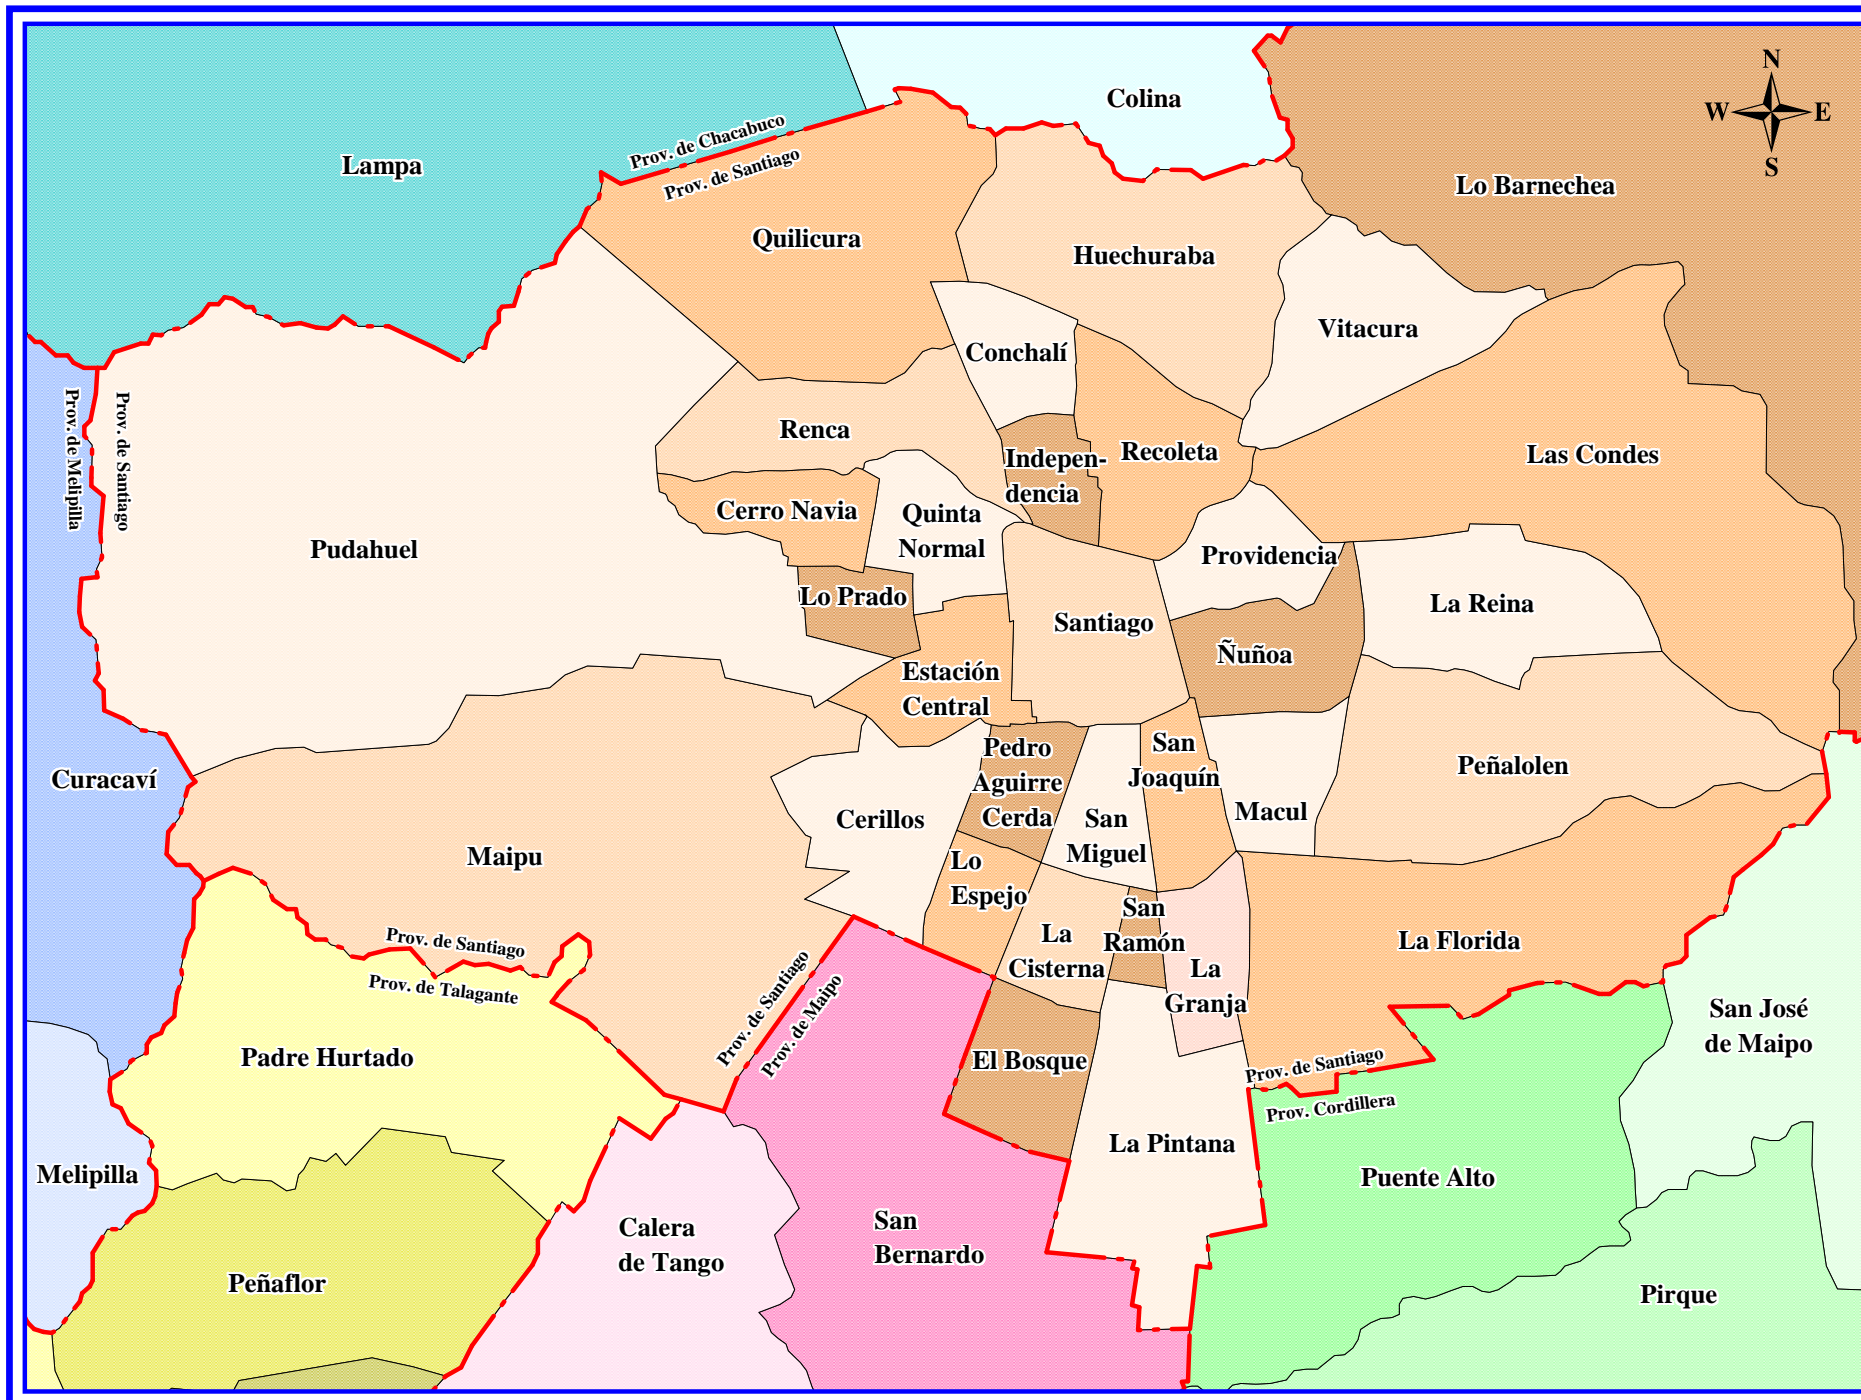 N
W E
S
Colina
Prov. de Chacabuco
Prov. de Santiago
Lampa
Lo Barnechea
Quilicura
Huechuraba
Vitacura
Conchalí
Prov. de Melipilla
Prov. de Santiago
Renca
Indepen-
dencia
Recoleta
Las Condes
Cerro Navia
Quinta
Normal
Pudahuel
Providencia
Lo Prado
La Reina
Santiago
Ñuñoa
Estación
Central
Curacaví
Pedro
Aguirre
Cerda
San
Joaquín
Peñalolen
Cerillos
San
Miguel
Macul
Maipu
Lo
Espejo
San
Ramón
La
Cisterna
La
Granja
La Florida
Prov. de Santiago
Prov. de Talagante
Prov. de Santiago
Prov. de Maipo
San José
de Maipo
Padre Hurtado
El Bosque
Prov. de Santiago
Prov. Cordillera
La Pintana
Melipilla
Puente Alto
Calera
de Tango
San
Bernardo
Peñaflor
Pirque